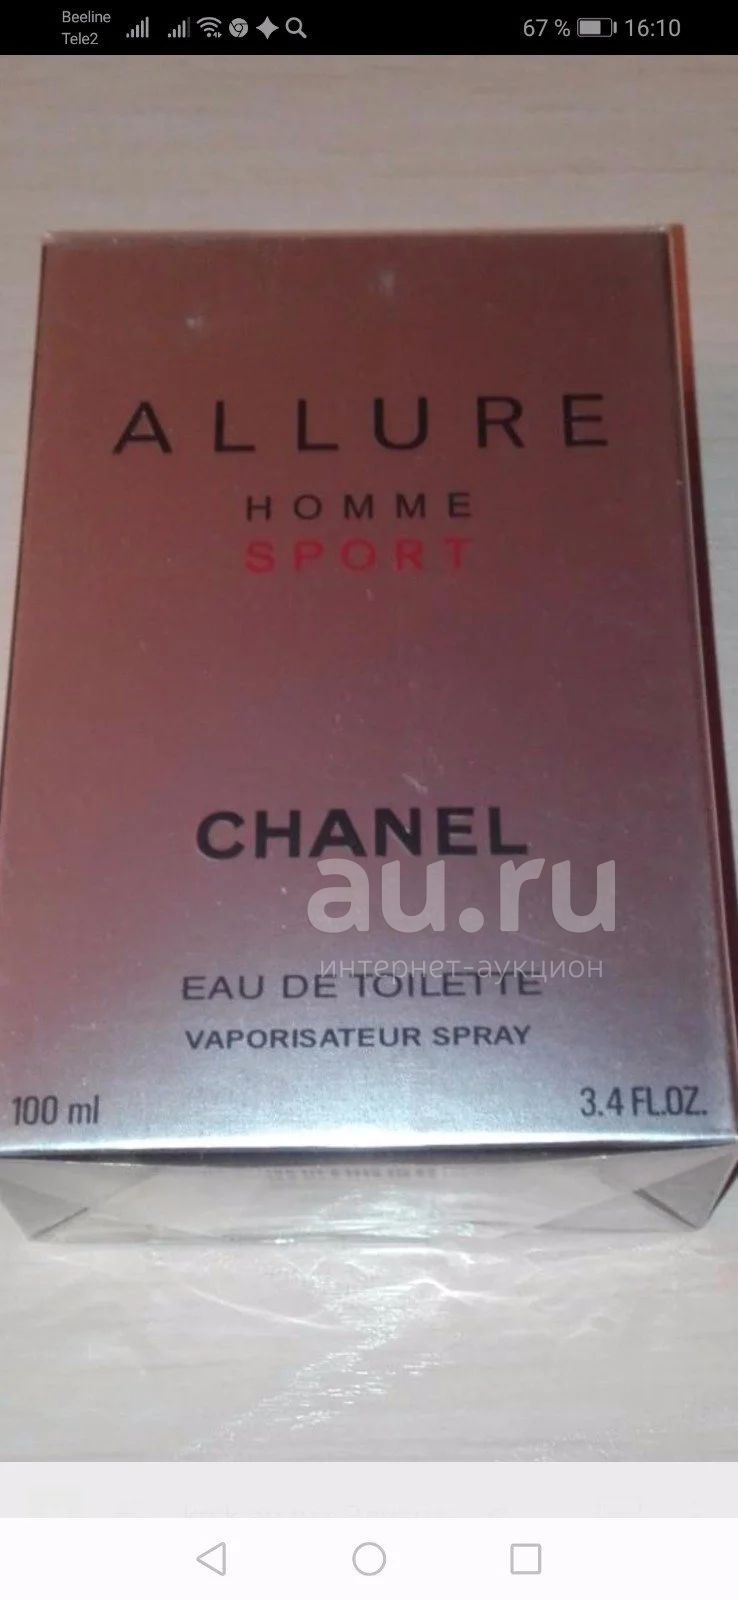 Beeline
Tele2
67 % 16:10
ALLURE
HOMME
SPORT
CHANEL
au.ru
интернет-аукцион
EAU DE TOILETTE
VAPORISATEUR SPRAY
100 ml
3.4 FL.OZ.